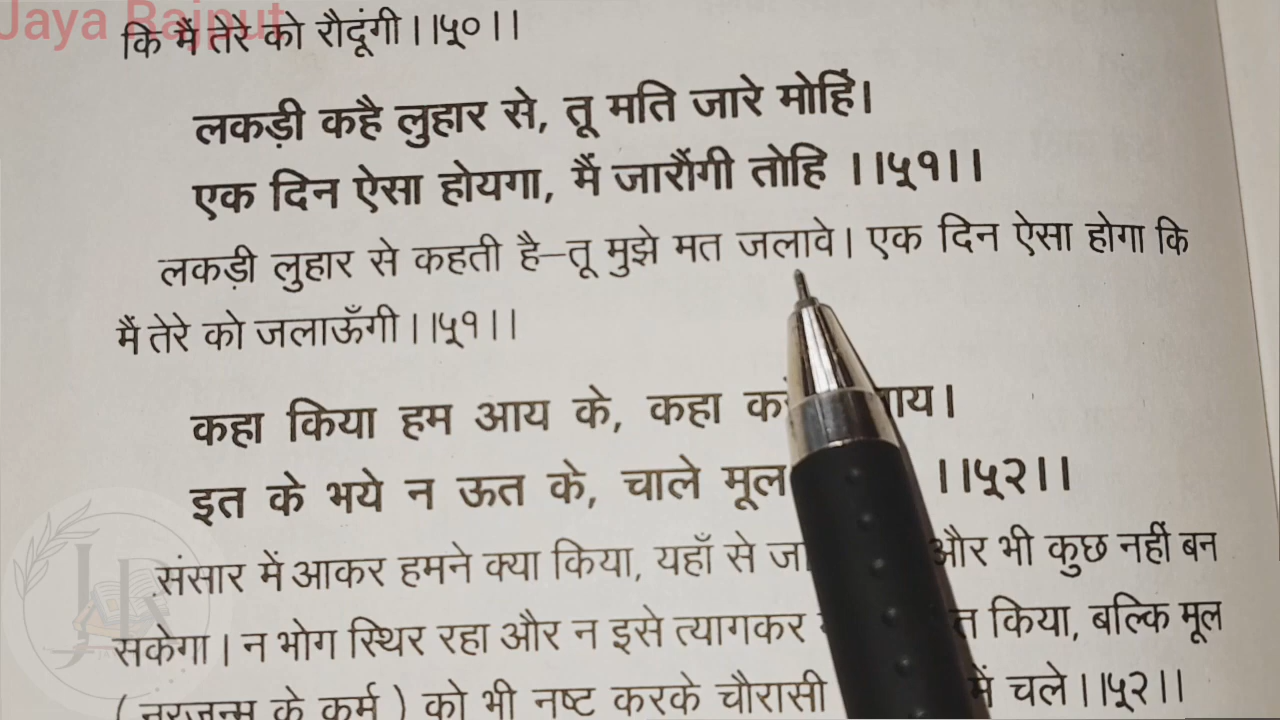 Jaya Rajput
कि मैं तेरे को रौदूंगी।।५०।।
लकड़ी कहै लुहार से, तू मति जारे मोहिं।
एक दिन ऐसा होयगा, मैं जारौंगी तोहि ।।५१।।
लकड़ी लुहार से कहती है–तू मुझे मत जलावे। एक दिन ऐसा होगा कि
मैं तेरे को जलाऊँगी।।५१।।
कहा किया हम आय के, कहा
इत के भये न ऊत के, चाले मूल ।।५२।।
संसार में आकर हमने क्या किया, यहाँ से और भी कुछ नहीं बन
सकेगा। न भोग स्थिर रहा और न इसे त्यागकर किया, बल्कि मूल
(नरजन्म के कर्म) को भी नष्ट करके चौरासी में चले।।५२।।